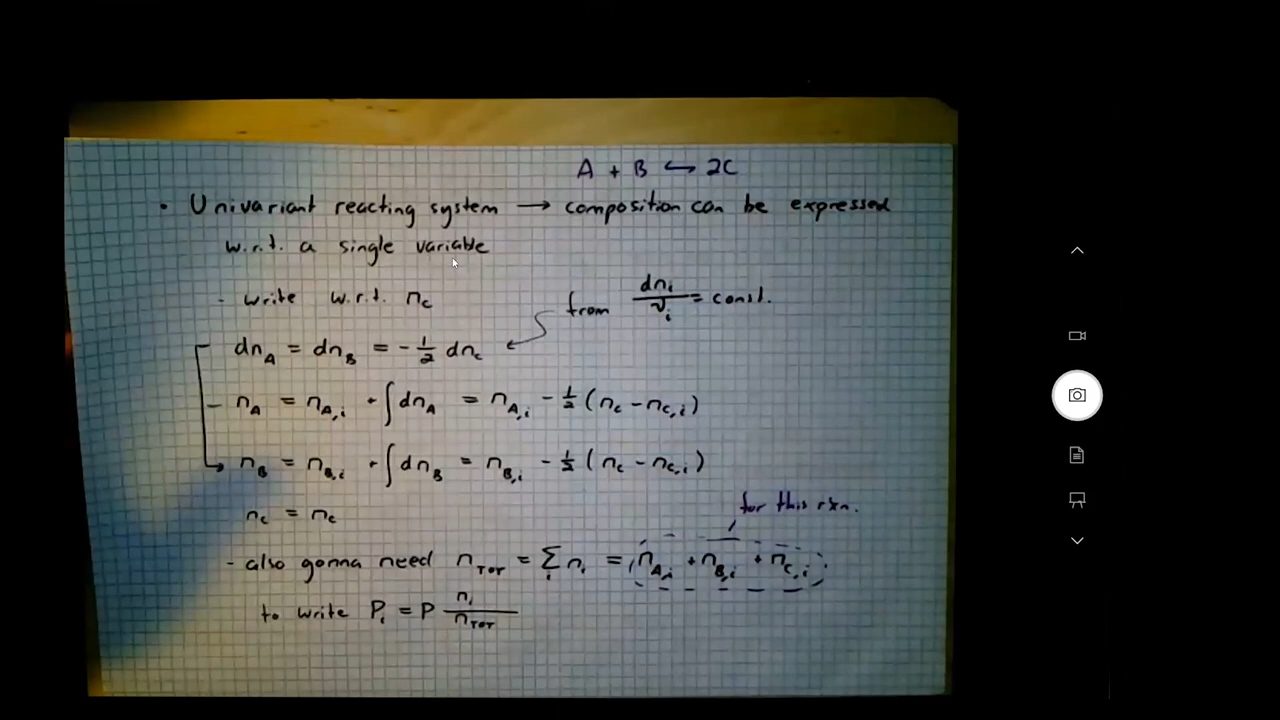 A + B ↔ 2C
• Univariant reacting system → composition can be expressed
w.r.t. a single variable
- write w.r.t. n_C
from dn_i/ν_i = const.
dn_A = dn_B = -1/2 dn_C
n_A = n_A,i + ∫dn_A = n_A,i - 1/2 (n_C - n_C,i)
n_B = n_B,i + ∫dn_B = n_B,i - 1/2 (n_C - n_C,i)
for this rxn.
n_C = n_C
- also gonna need n_TOT = Σ_i n_i = n_A,i + n_B,i + n_C,i
to write P_i = P n_i/n_TOT